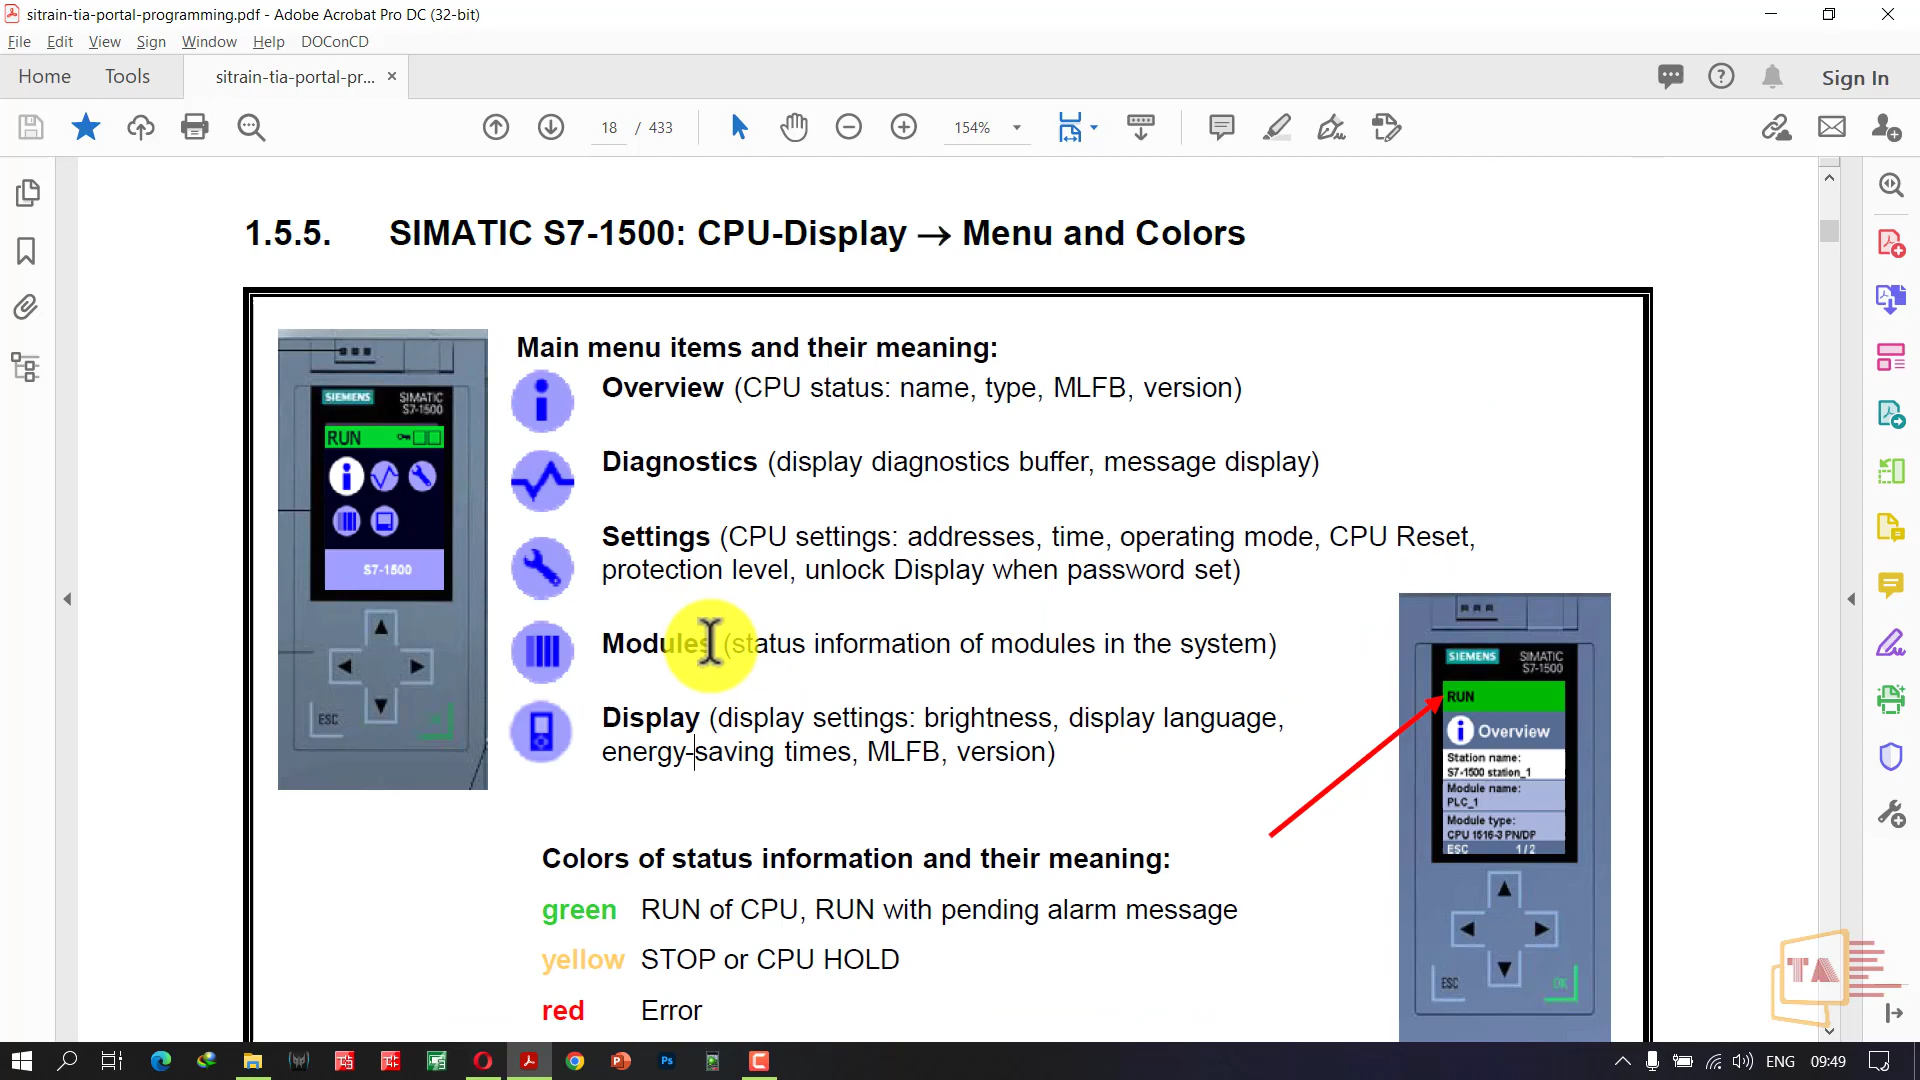 sitrain-tia-portal-programming.pdf - Adobe Acrobat Pro DC (32-bit)
File Edit View Sign Window Help DOConCD
Home Tools sitrain-tia-portal-pr... × Sign In
18 / 433 154%
1.5.5. SIMATIC S7-1500: CPU-Display → Menu and Colors
Main menu items and their meaning:
Overview (CPU status: name, type, MLFB, version)
Diagnostics (display diagnostics buffer, message display)
Settings (CPU settings: addresses, time, operating mode, CPU Reset,
protection level, unlock Display when password set)
Modules (status information of modules in the system)
Display (display settings: brightness, display language,
energy-saving times, MLFB, version)
Colors of status information and their meaning:
green RUN of CPU, RUN with pending alarm message
yellow STOP or CPU HOLD
red Error
SIEMENS SIMATIC
S7-1500
RUN
S7-1500
ESC
SIEMENS SIMATIC
S7-1500
RUN
Overview
Station name:
S7-1500 station_1
Module name:
PLC_1
Module type:
CPU 1516-3 PN/DP
ESC 1/2
ESC OK
TA
ENG 09:49